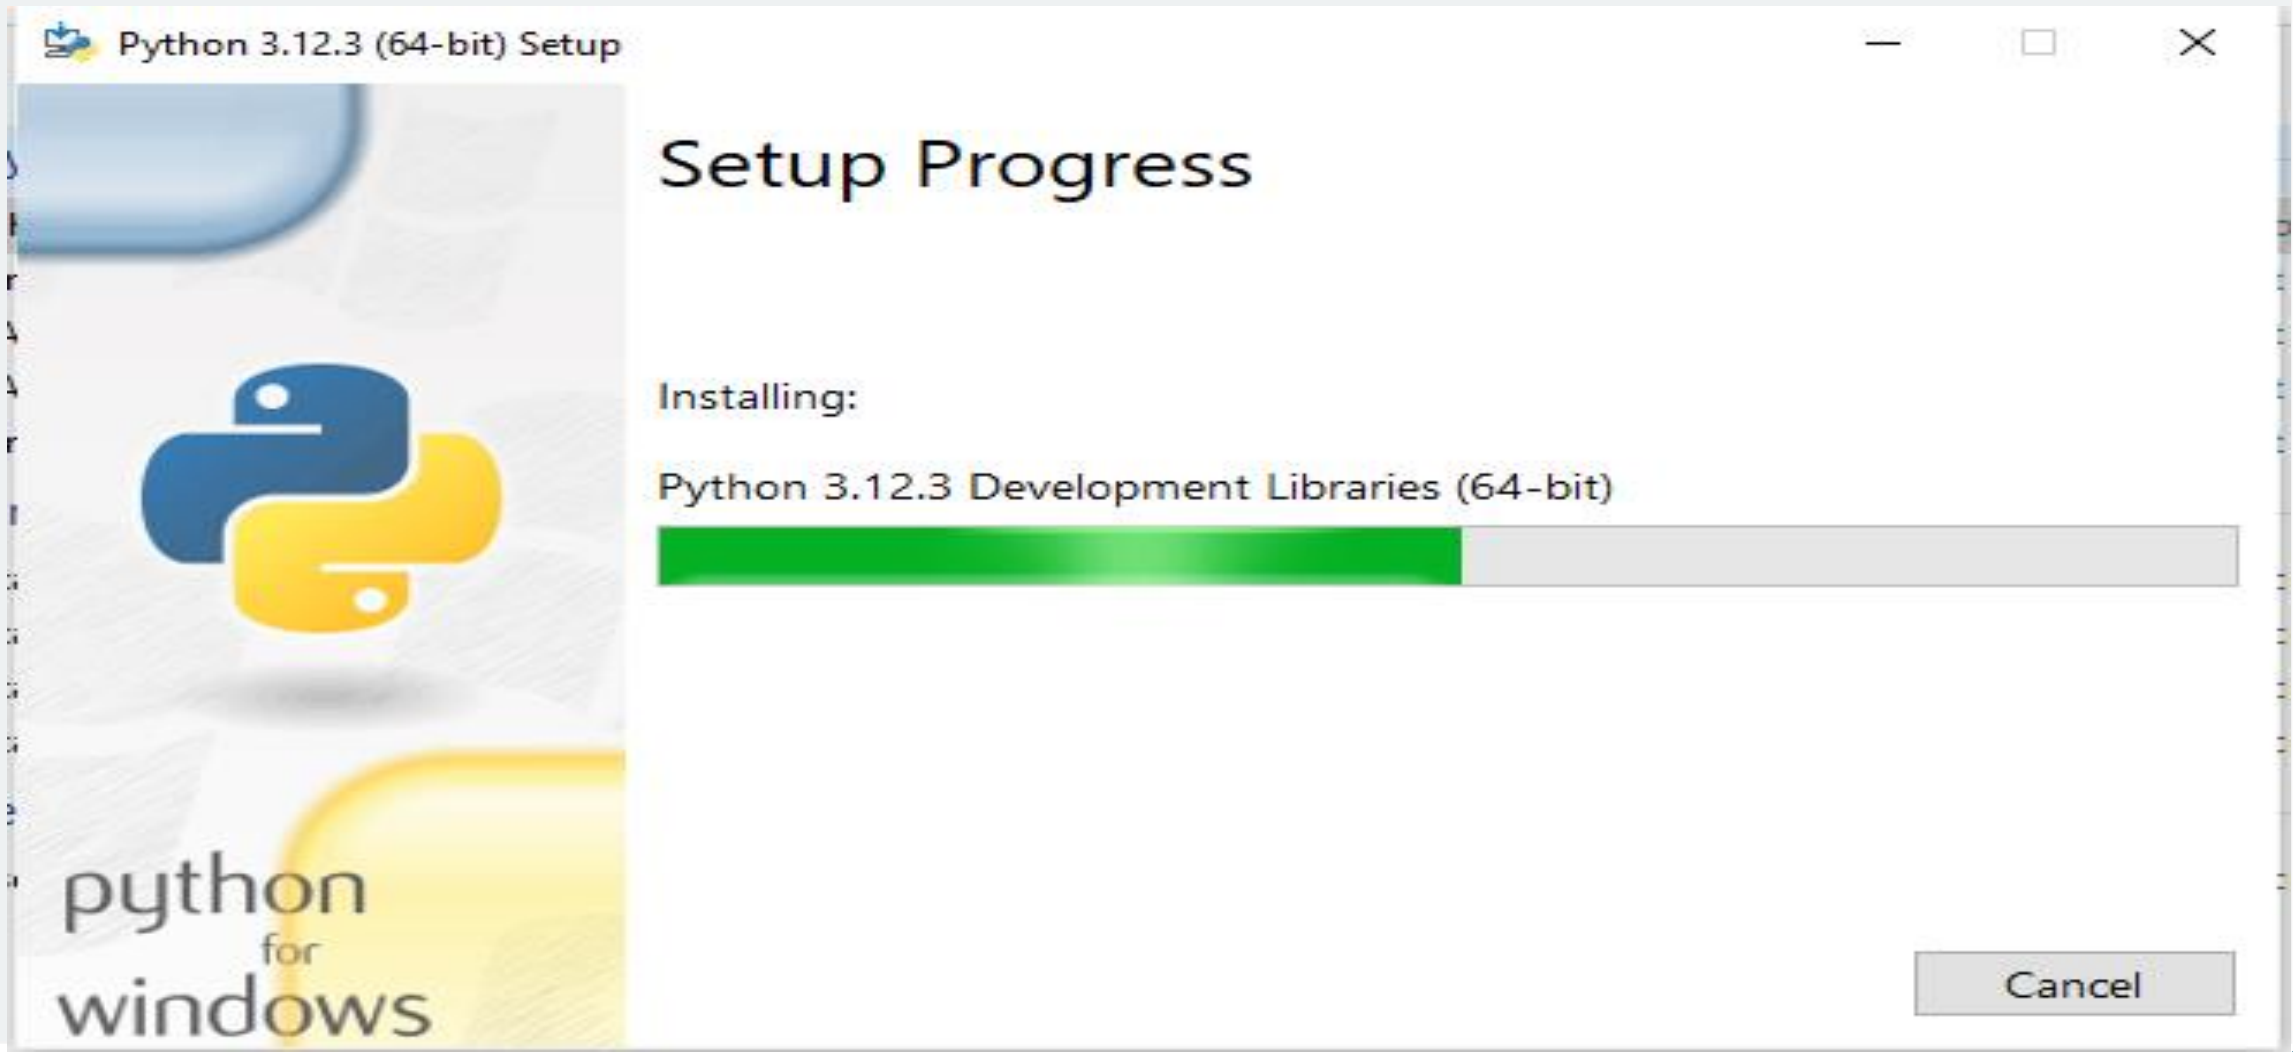 Python 3.12.3 (64-bit) Setup
Setup Progress
Installing:
Python 3.12.3 Development Libraries (64-bit)
python
for
windows
Cancel